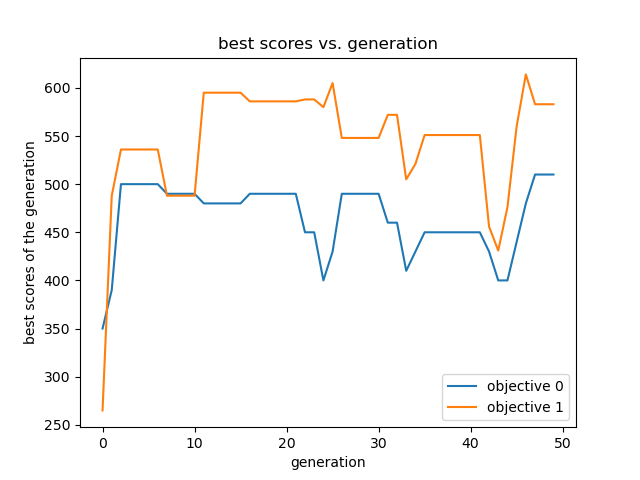 best scores vs. generation
best scores of the generation
600
550
500
450
400
350
300
250
0
10
20
30
40
50
generation
objective 0
objective 1